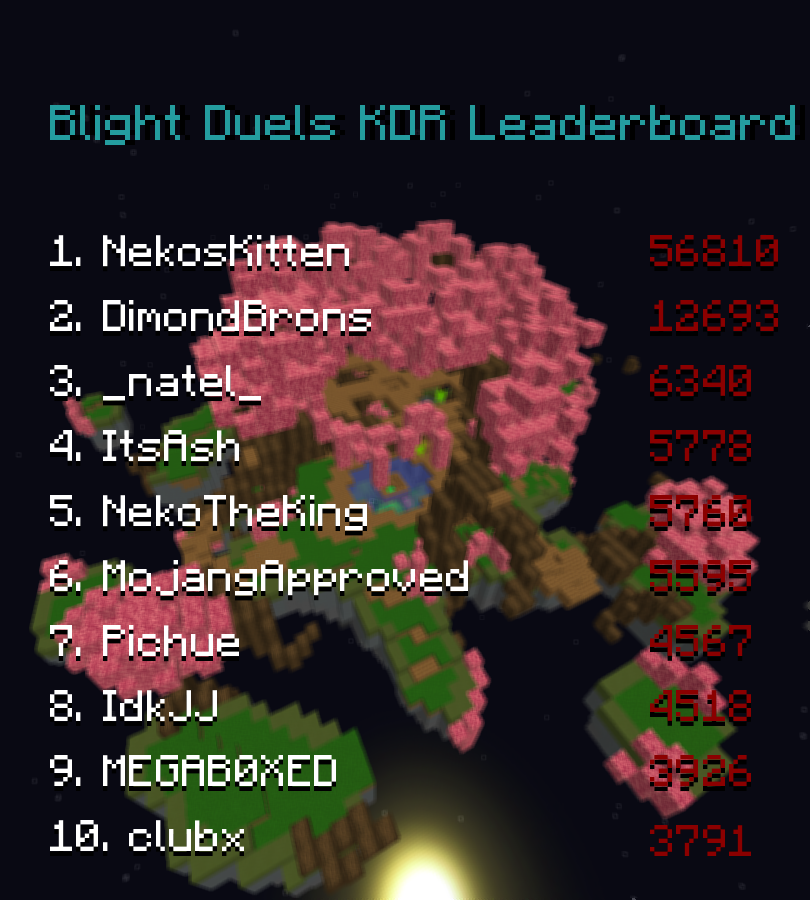 Blight Duels KDR Leaderboard
1. NekosKitten 56810
2. DimondBrons 12693
3. _natel_ 6340
4. ItsAsh 5778
5. NekoTheKing 5760
6. MojangApproved 5595
7. Pichue 4567
8. IdkJJ 4518
9. MEGAB0XED 3926
10. clubx 3791